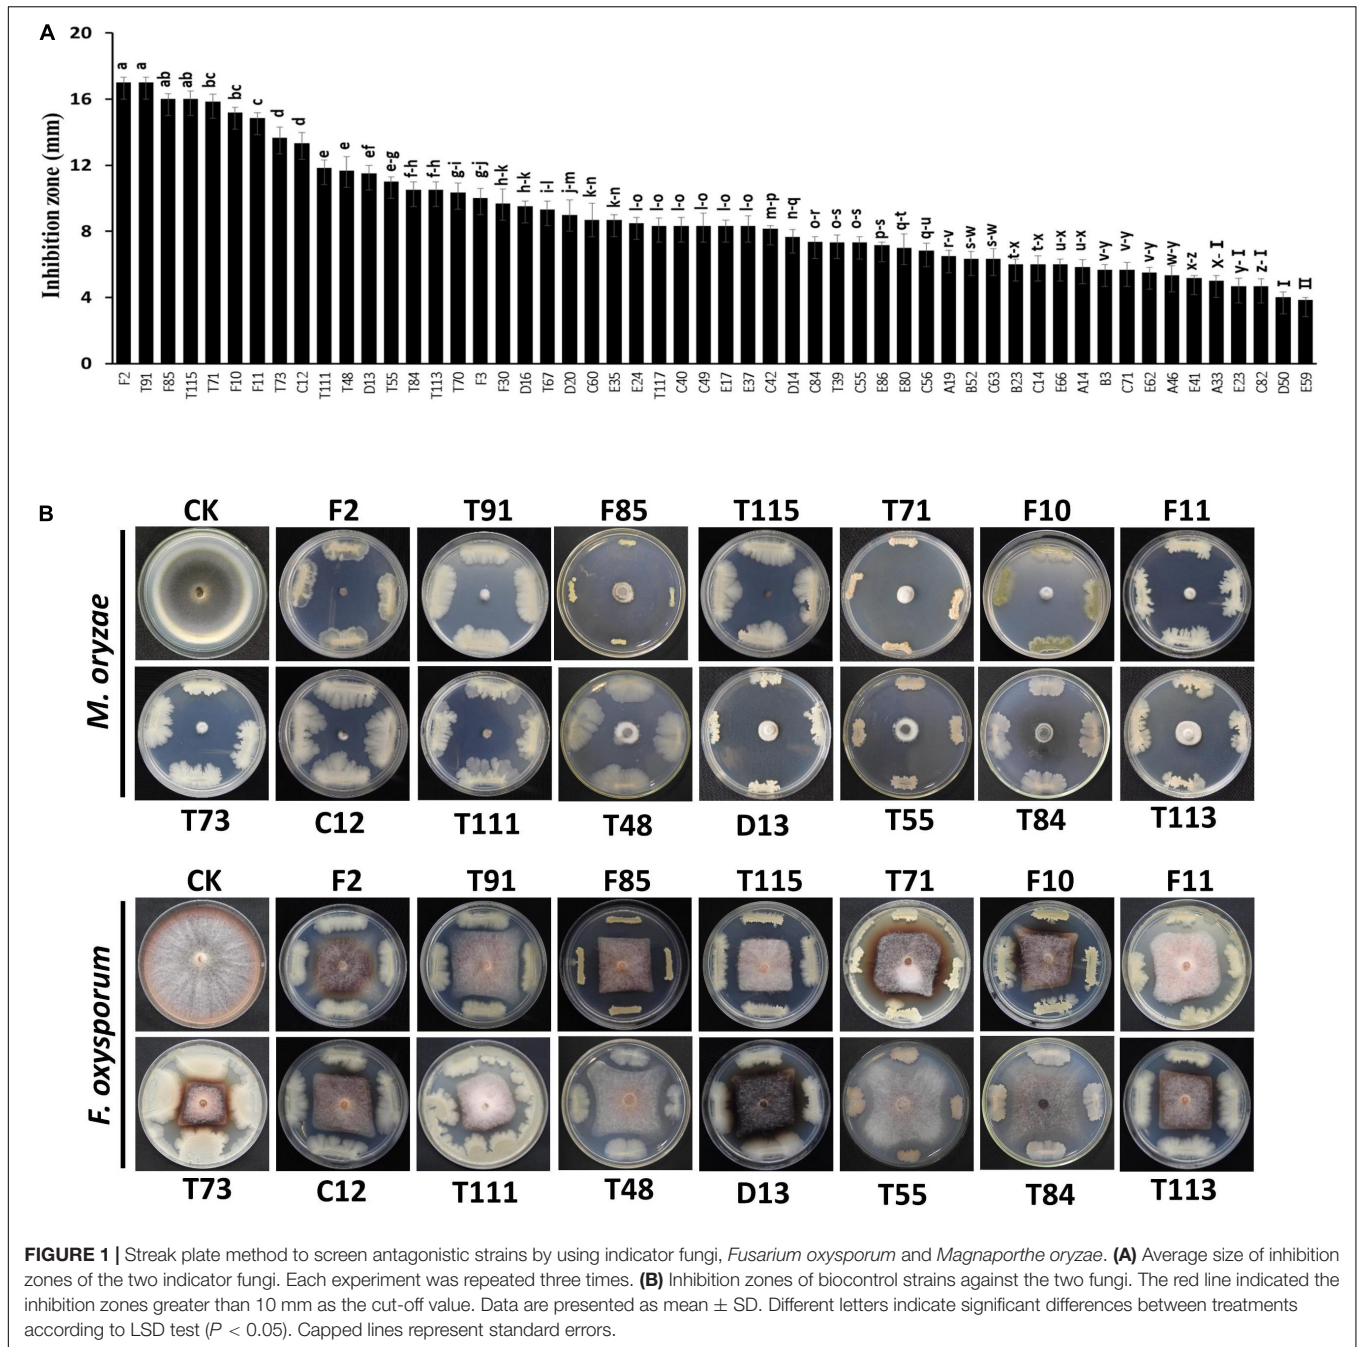 A
20
16
12
8
4
0
Inhibition zone (mm)
a a ab ab bc bc c d d e e ef e-g f-h f-h g-i g-j h-k h-k i-l j-m k-n k-n l-o l-o l-o l-o l-o l-o m-p n-q o-r o-s o-s p-s q-t q-u r-v s-w s-w t-x t-x u-x u-x v-y v-y v-y w-y x-z X- I y- I z- I I II
F2 T91 F85 T115 T71 F10 F11 T73 C12 T111 T48 D13 T55 T84 T113 T70 F3 F30 D16 T67 D20 C60 E35 E24 T117 C40 C49 E17 E37 C42 D14 C84 T39 C55 E86 E80 C56 A19 B52 C63 B23 C14 E66 A14 B3 C71 E62 A46 E41 A33 E23 C82 D50 E59
B
CK F2 T91 F85 T115 T71 F10 F11
M. oryzae
T73 C12 T111 T48 D13 T55 T84 T113
CK F2 T91 F85 T115 T71 F10 F11
F. oxysporum
T73 C12 T111 T48 D13 T55 T84 T113
FIGURE 1 | Streak plate method to screen antagonistic strains by using indicator fungi, Fusarium oxysporum and Magnaporthe oryzae. (A) Average size of inhibition
zones of the two indicator fungi. Each experiment was repeated three times. (B) Inhibition zones of biocontrol strains against the two fungi. The red line indicated the
inhibition zones greater than 10 mm as the cut-off value. Data are presented as mean ± SD. Different letters indicate significant differences between treatments
according to LSD test (P < 0.05). Capped lines represent standard errors.